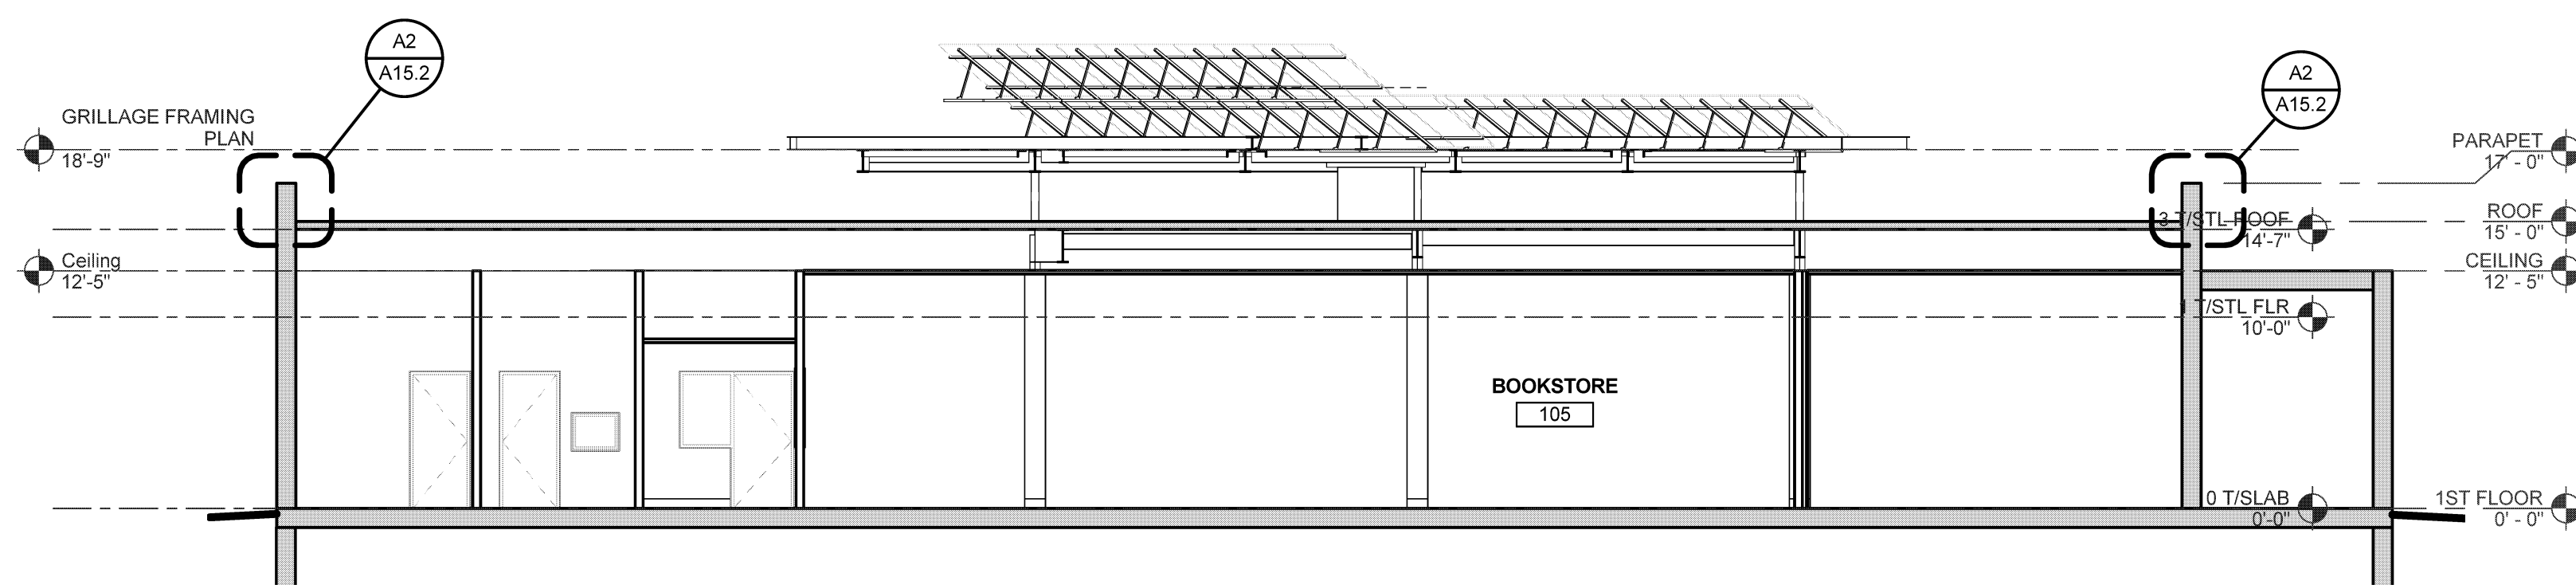 A2
A15.2
A2
A15.2
GRILLAGE FRAMING
PLAN
18'-9"
PARAPET
17' - 0"
3 T/STL ROOF
14'-7"
ROOF
15' - 0"
Ceiling
12'-5"
CEILING
12' - 5"
1 T/STL FLR
10'-0"
BOOKSTORE
105
0 T/SLAB
0'-0"
1ST FLOOR
0' - 0"